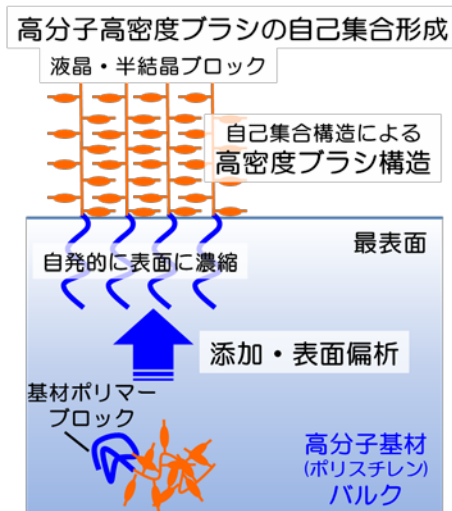 高分子高密度ブラシの自己集合形成
液晶・半結晶ブロック
自己集合構造による
高密度ブラシ構造
最表面
自発的に表面に濃縮
添加・表面偏析
基材ポリマー
ブロック
高分子基材
(ポリスチレン)
バルク